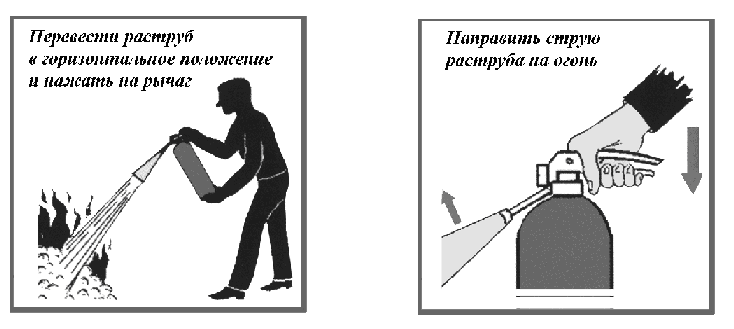 Перевести раструб
в горизонтальное положение
и нажать на рычаг
Направить струю
раструба на огонь